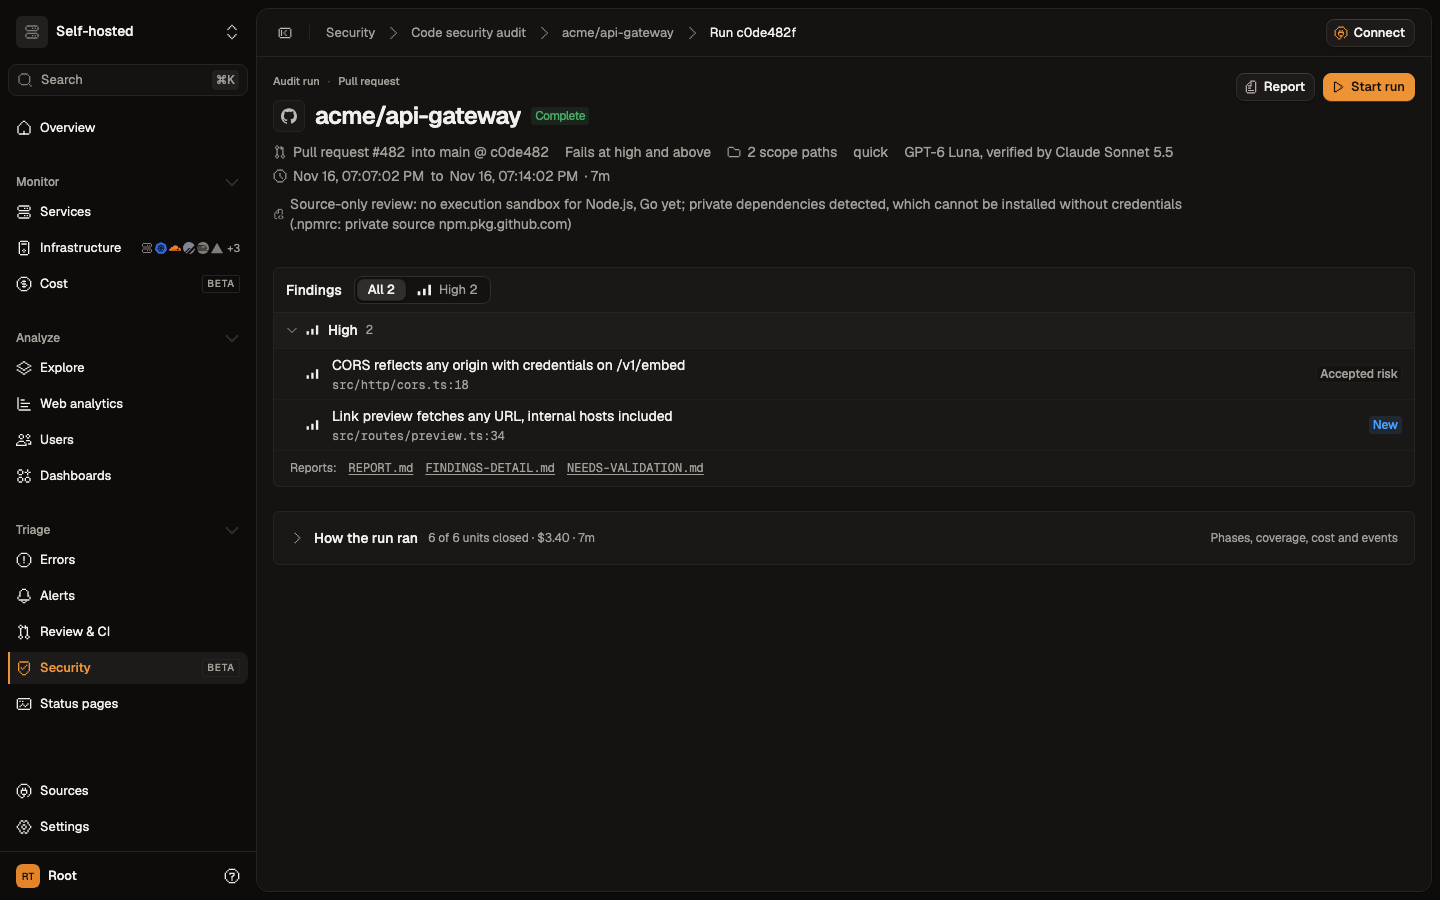 Self-hosted
Search ⌘K
Overview
Monitor
Services
Infrastructure +3
Cost BETA
Analyze
Explore
Web analytics
Users
Dashboards
Triage
Errors
Alerts
Review & CI
Security BETA
Status pages
Sources
Settings
RT Root
Security Code security audit acme/api-gateway Run c0de482f
Connect
Audit run · Pull request
Report Start run
acme/api-gateway Complete
Pull request #482 into main @ c0de482 Fails at high and above 2 scope paths quick GPT-6 Luna, verified by Claude Sonnet 5.5
Nov 16, 07:07:02 PM to Nov 16, 07:14:02 PM · 7m
Source-only review: no execution sandbox for Node.js, Go yet; private dependencies detected, which cannot be installed without credentials
(.npmrc: private source npm.pkg.github.com)
Findings All 2 High 2
High 2
CORS reflects any origin with credentials on /v1/embed
src/http/cors.ts:18
Accepted risk
Link preview fetches any URL, internal hosts included
src/routes/preview.ts:34
New
Reports: REPORT.md FINDINGS-DETAIL.md NEEDS-VALIDATION.md
How the run ran 6 of 6 units closed · $3.40 · 7m Phases, coverage, cost and events